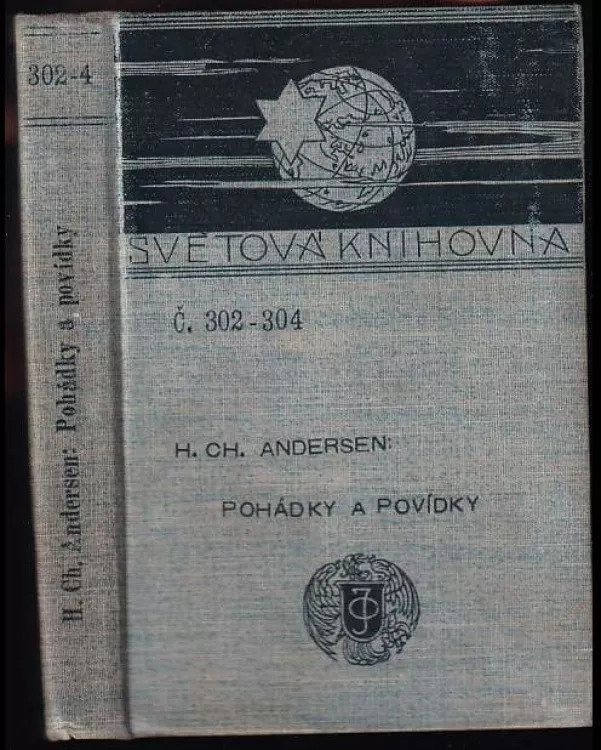 302-4
H. Ch. Andersen: Pohádky a povídky
SVĚTOVÁ KNIHOVNA
Č. 302-304
H. CH. ANDERSEN:
POHÁDKY A POVÍDKY